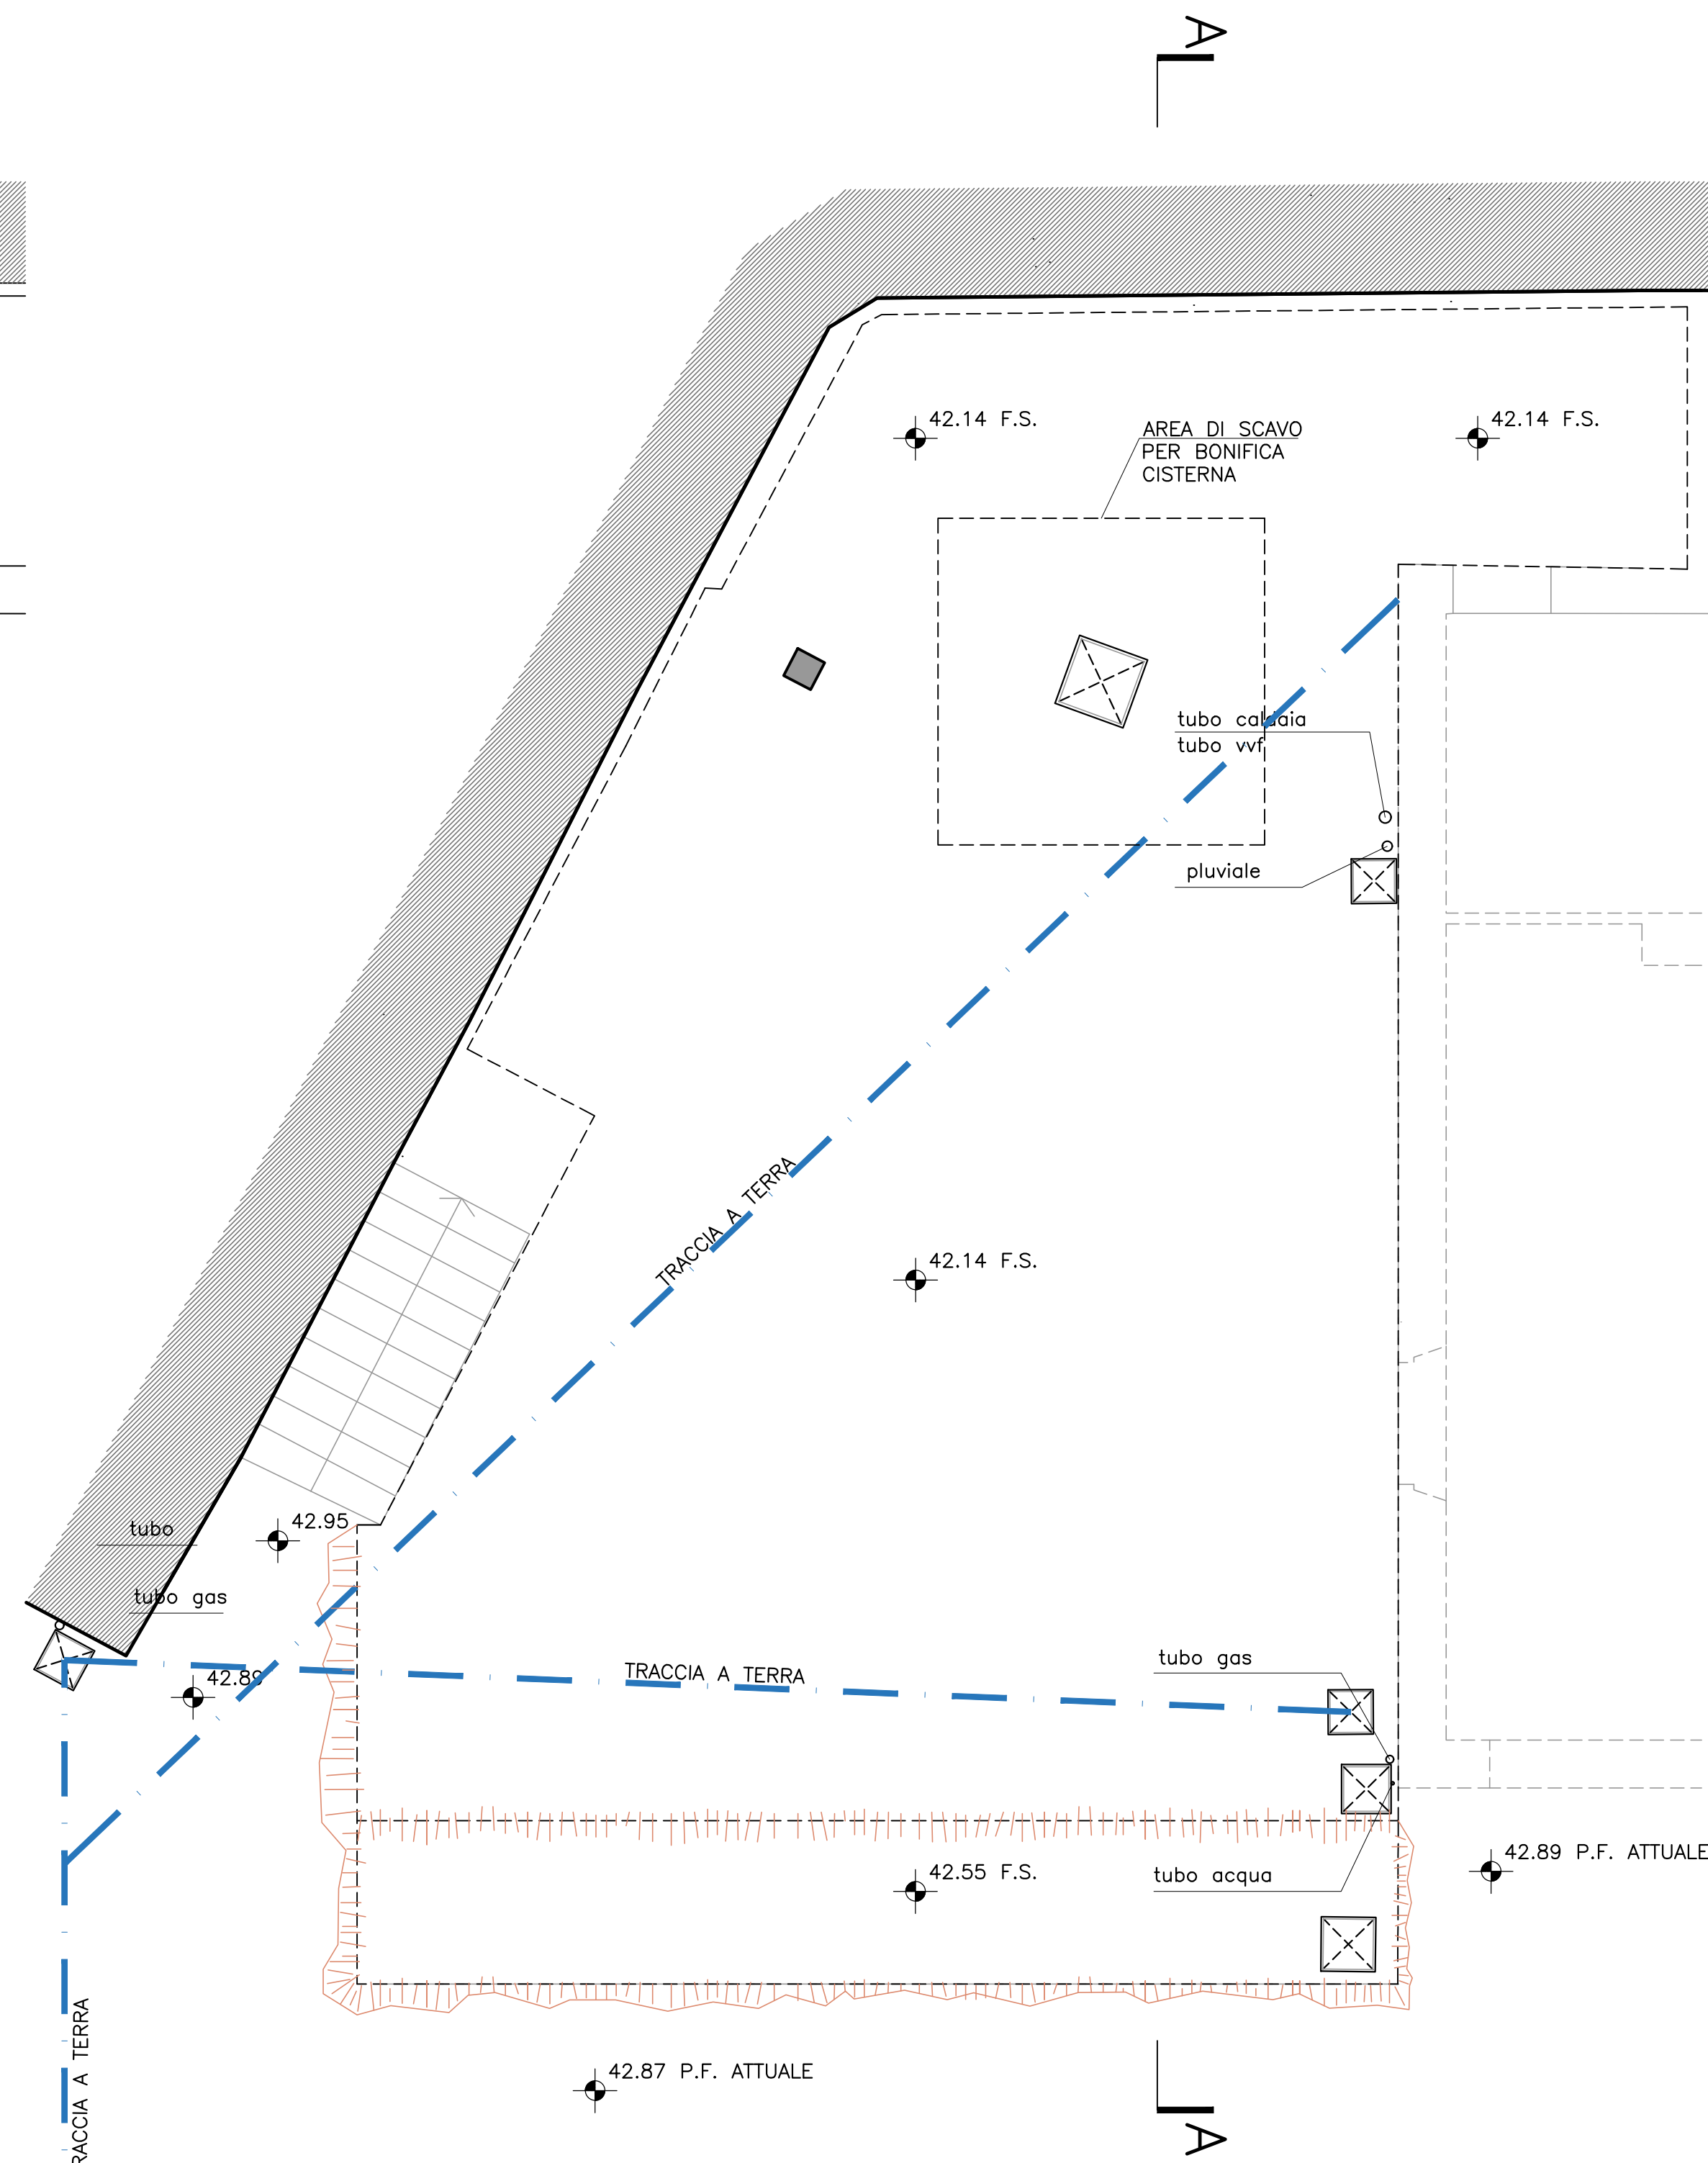 A
42.14 F.S.
42.14 F.S.
AREA DI SCAVO
PER BONIFICA
CISTERNA
tubo caldaia
tubo vvf
pluviale
TRACCIA A TERRA
42.14 F.S.
42.95
tubo
tubo gas
42.89
TRACCIA A TERRA
tubo gas
42.89 P.F. ATTUALE
42.55 F.S.
tubo acqua
RACCIA A TERRA
42.87 P.F. ATTUALE
A